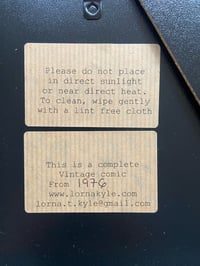 Please do not place
in direct sunlight
or near direct heat.
To clean, wipe gently
with a lint free cloth
This is a complete
Vintage comic
From 1976
www.lornakyle.com
lorna.t.kyle@gmail.com